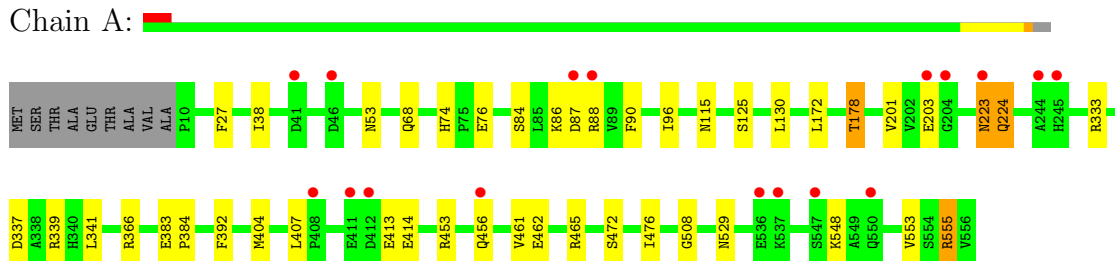 Chain A:
MET SER THR ALA GLU THR ALA VAL ALA P10 F27 I38 D41 D46 N53 Q68 H74 P75 E76 S84 L85 K86 D87 R88 V89 F90 I96 N115 S125 L130 L172 T178 V201 V202 E203 G204 N223 Q224 A244 H245 R333
D337 A338 R339 H340 L341 R366 E383 P384 F392 M404 L407 P408 E411 D412 E413 E414 R453 Q456 V461 E462 R465 S472 I476 G508 N529 E536 K537 S547 K548 A549 Q550 V553 S554 R555 V556